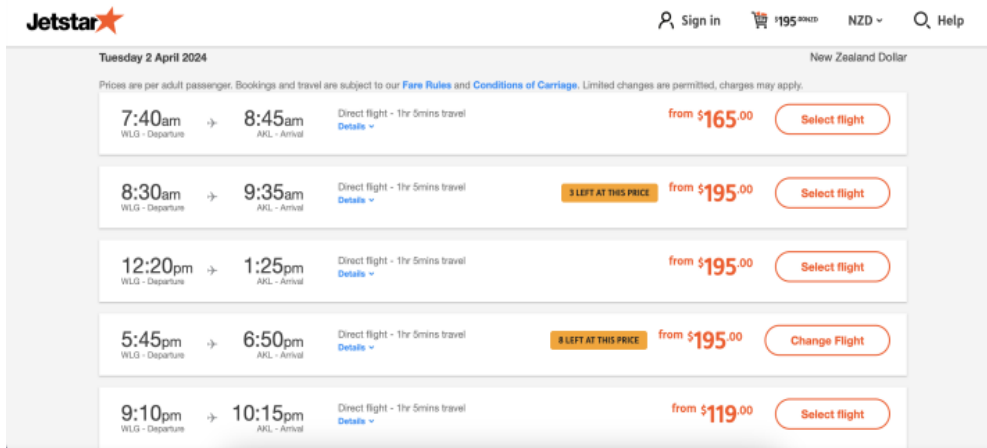 Jetstar
Sign in
$195.00NZD
NZD
Help
Tuesday 2 April 2024
New Zealand Dollar
Prices are per adult passenger. Bookings and travel are subject to our Fare Rules and Conditions of Carriage. Limited changes are permitted, charges may apply.
7:40am 8:45am Direct flight - 1hr 5mins travel from $165.00 Select flight
WLG - Departure AKL - Arrival Details
8:30am 9:35am Direct flight - 1hr 5mins travel 3 LEFT AT THIS PRICE from $195.00 Select flight
WLG - Departure AKL - Arrival Details
12:20pm 1:25pm Direct flight - 1hr 5mins travel from $195.00 Select flight
WLG - Departure AKL - Arrival Details
5:45pm 6:50pm Direct flight - 1hr 5mins travel 8 LEFT AT THIS PRICE from $195.00 Change Flight
WLG - Departure AKL - Arrival Details
9:10pm 10:15pm Direct flight - 1hr 5mins travel from $119.00 Select flight
WLG - Departure AKL - Arrival Details